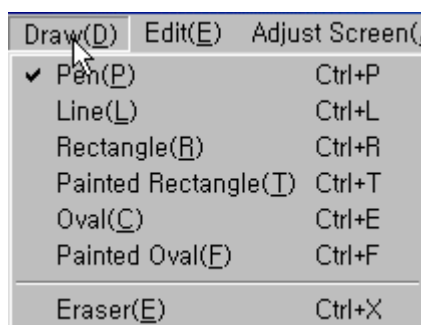 Draw(D) Edit(E) Adjust Screen(
Pen(P) Ctrl+P
Line(L) Ctrl+L
Rectangle(R) Ctrl+R
Painted Rectangle(T) Ctrl+T
Oval(C) Ctrl+E
Painted Oval(F) Ctrl+F
Eraser(E) Ctrl+X